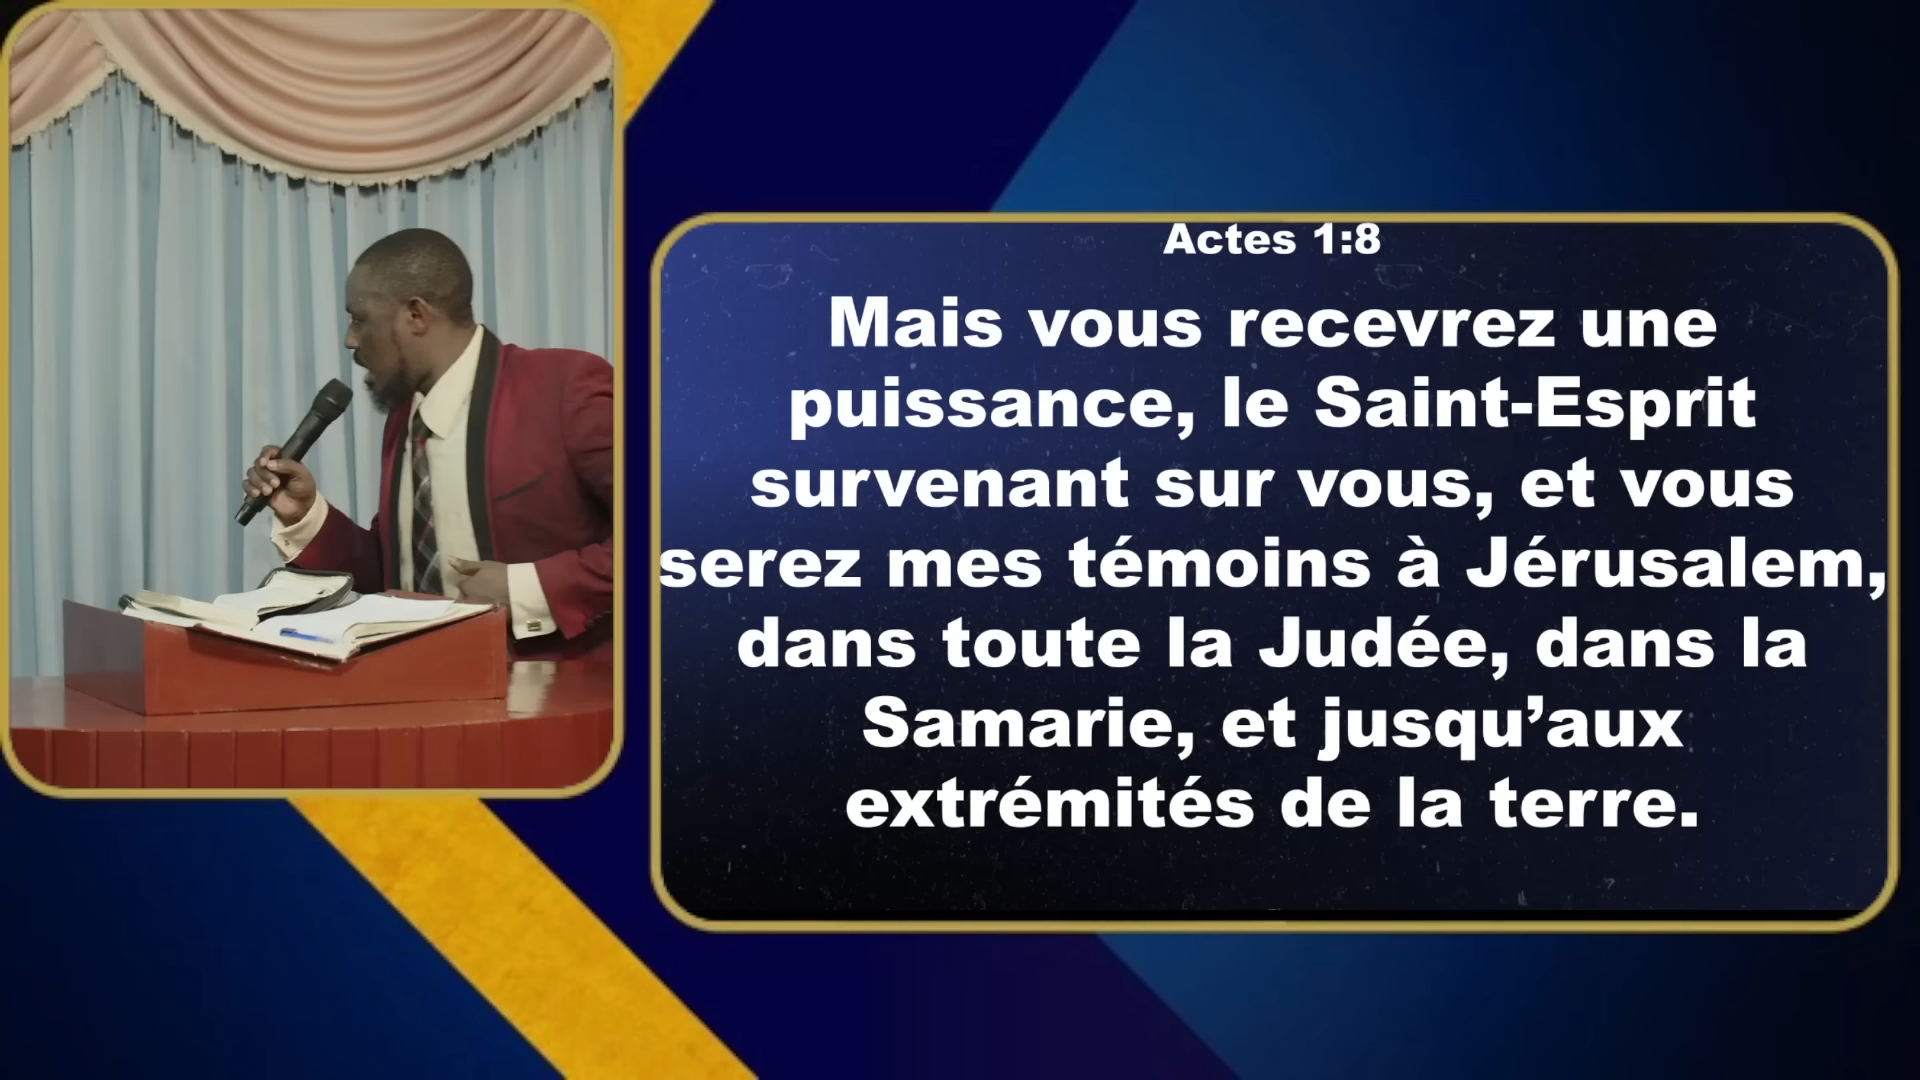 Actes 1:8
Mais vous recevrez une
puissance, le Saint-Esprit
survenant sur vous, et vous
serez mes témoins à Jérusalem,
dans toute la Judée, dans la
Samarie, et jusqu’aux
extrémités de la terre.